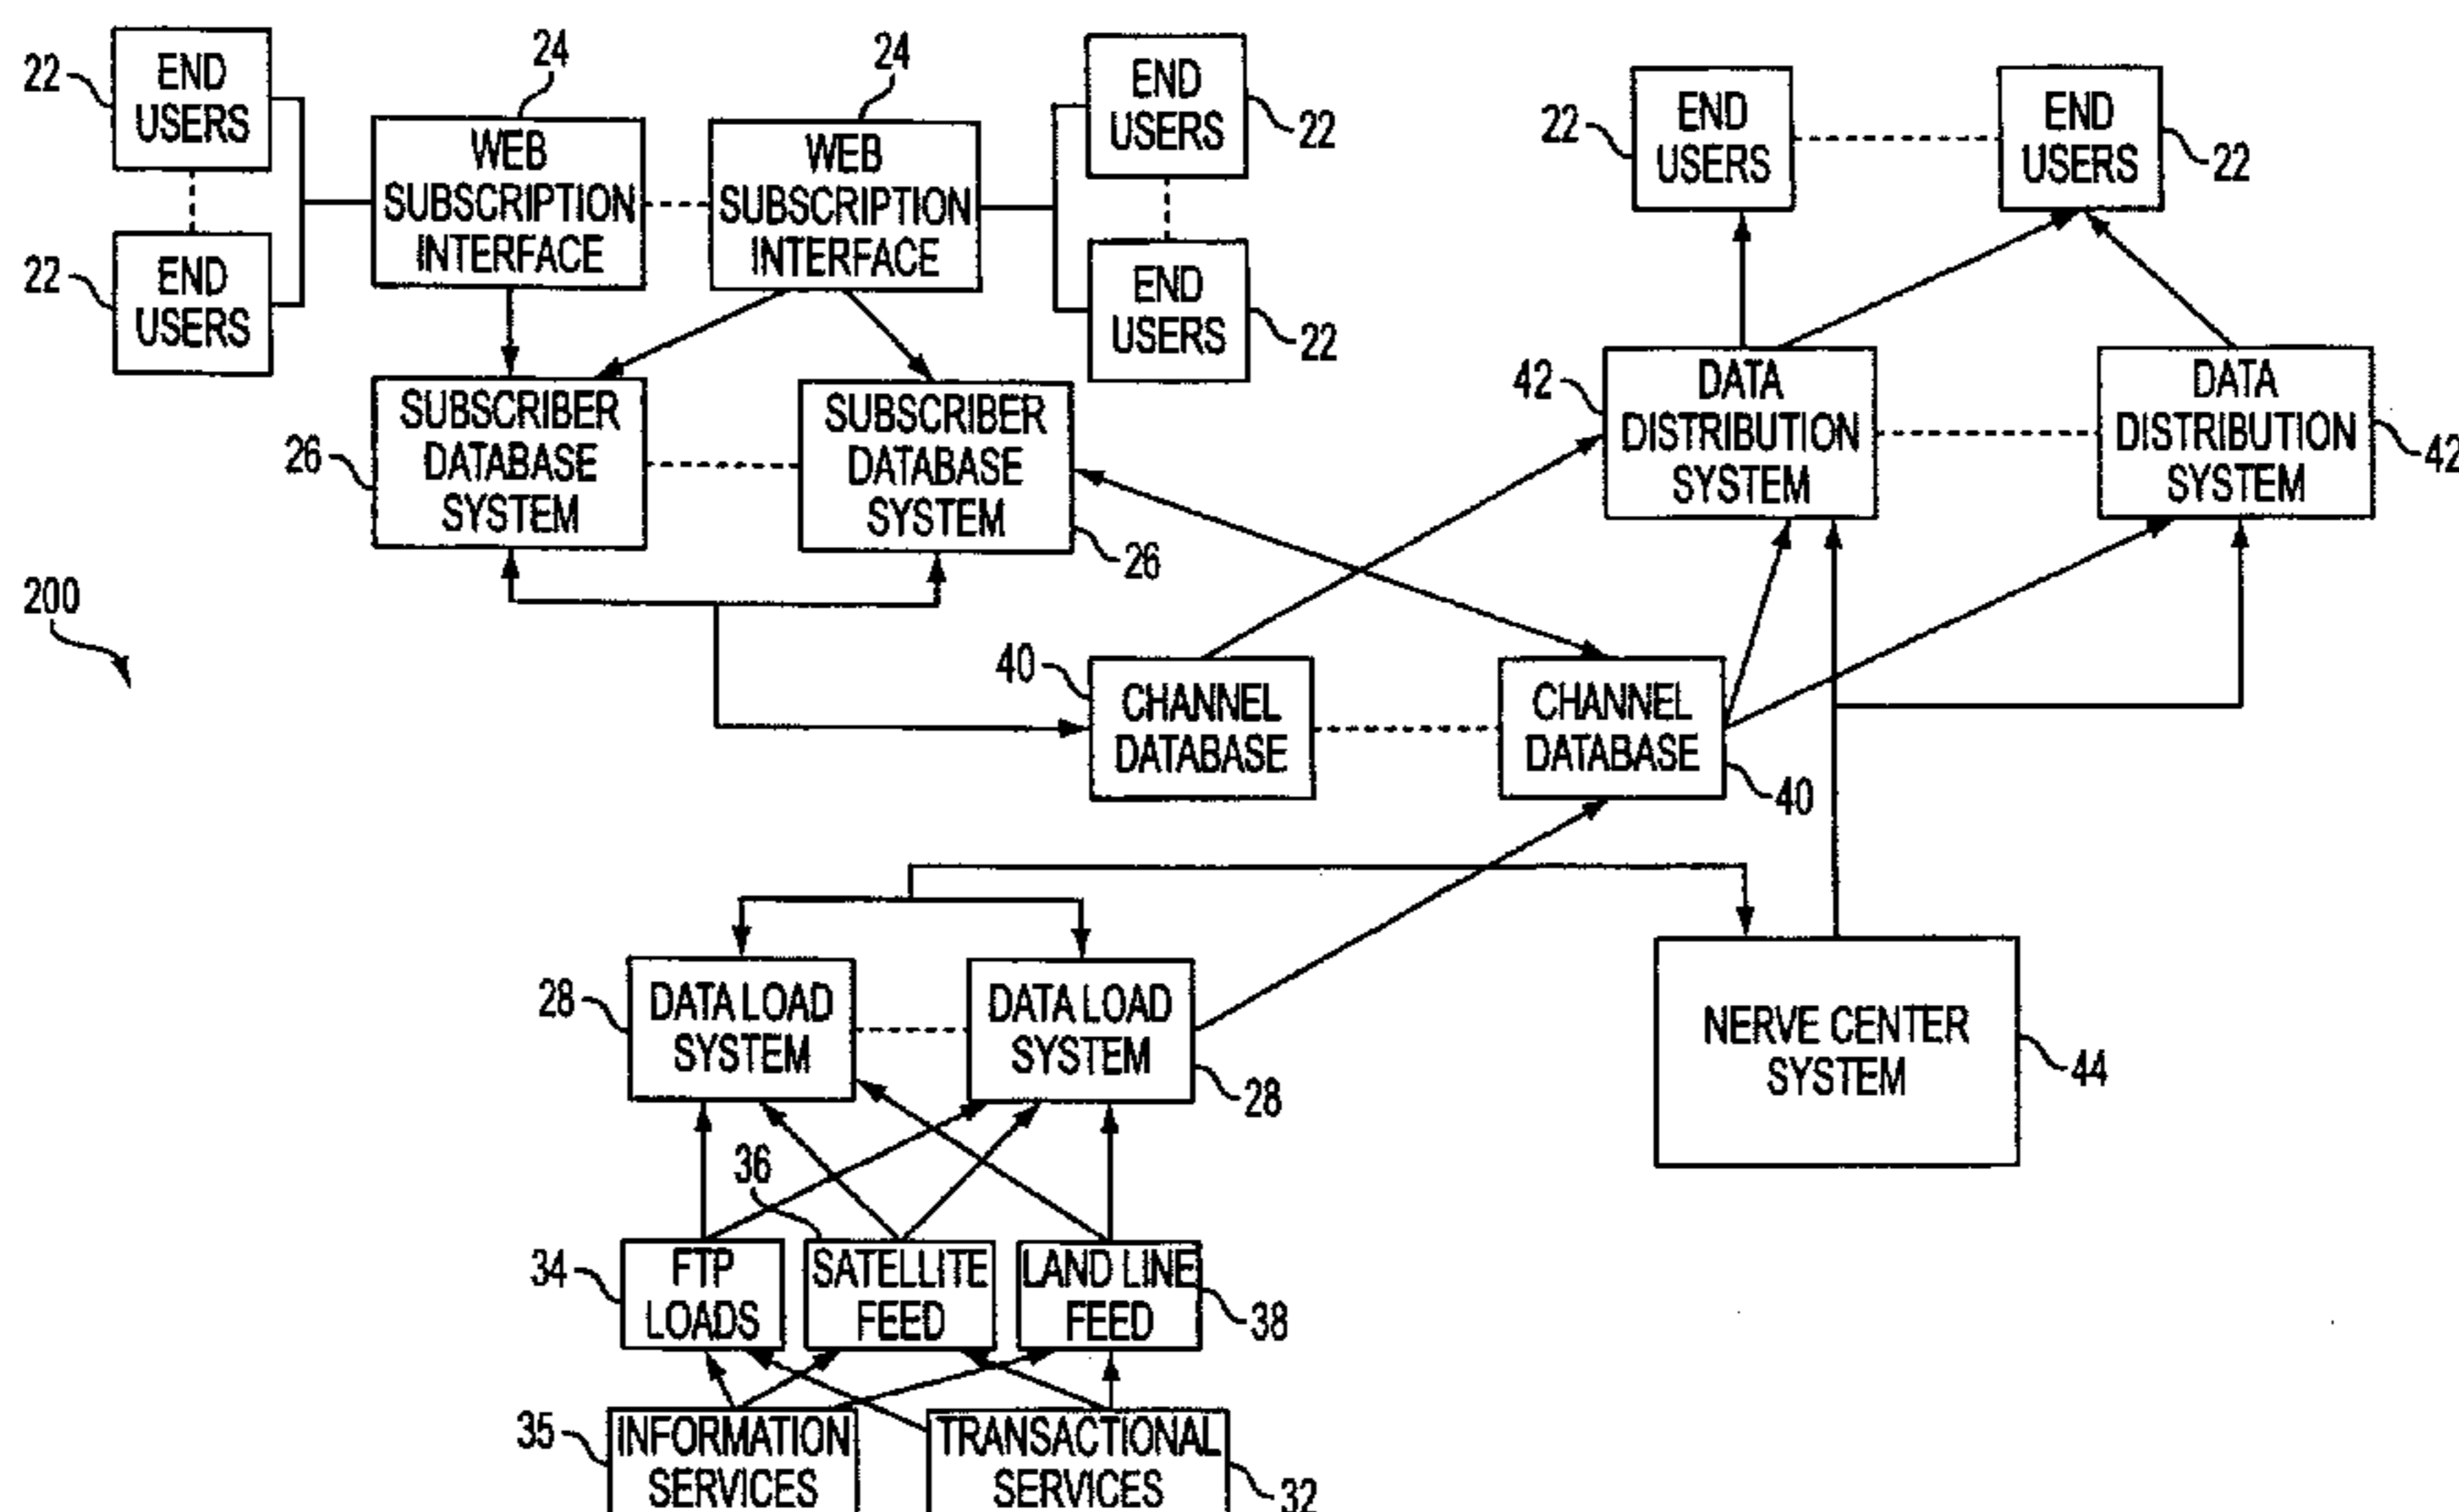 22
END
USERS
24
WEB
SUBSCRIPTION
INTERFACE
24
WEB
SUBSCRIPTION
INTERFACE
END
USERS
22
22
END
USERS
END
USERS
22
22
END
USERS
END
USERS
22
26
SUBSCRIBER
DATABASE
SYSTEM
SUBSCRIBER
DATABASE
SYSTEM
26
42
DATA
DISTRIBUTION
SYSTEM
DATA
DISTRIBUTION
SYSTEM
42
200
40
CHANNEL
DATABASE
CHANNEL
DATABASE
40
28
DATA LOAD
SYSTEM
DATA LOAD
SYSTEM
28
NERVE CENTER
SYSTEM
44
36
34
FTP
LOADS
SATELLITE
FEED
LAND LINE
FEED
38
35
INFORMATION
SERVICES
TRANSACTIONAL
SERVICES
32